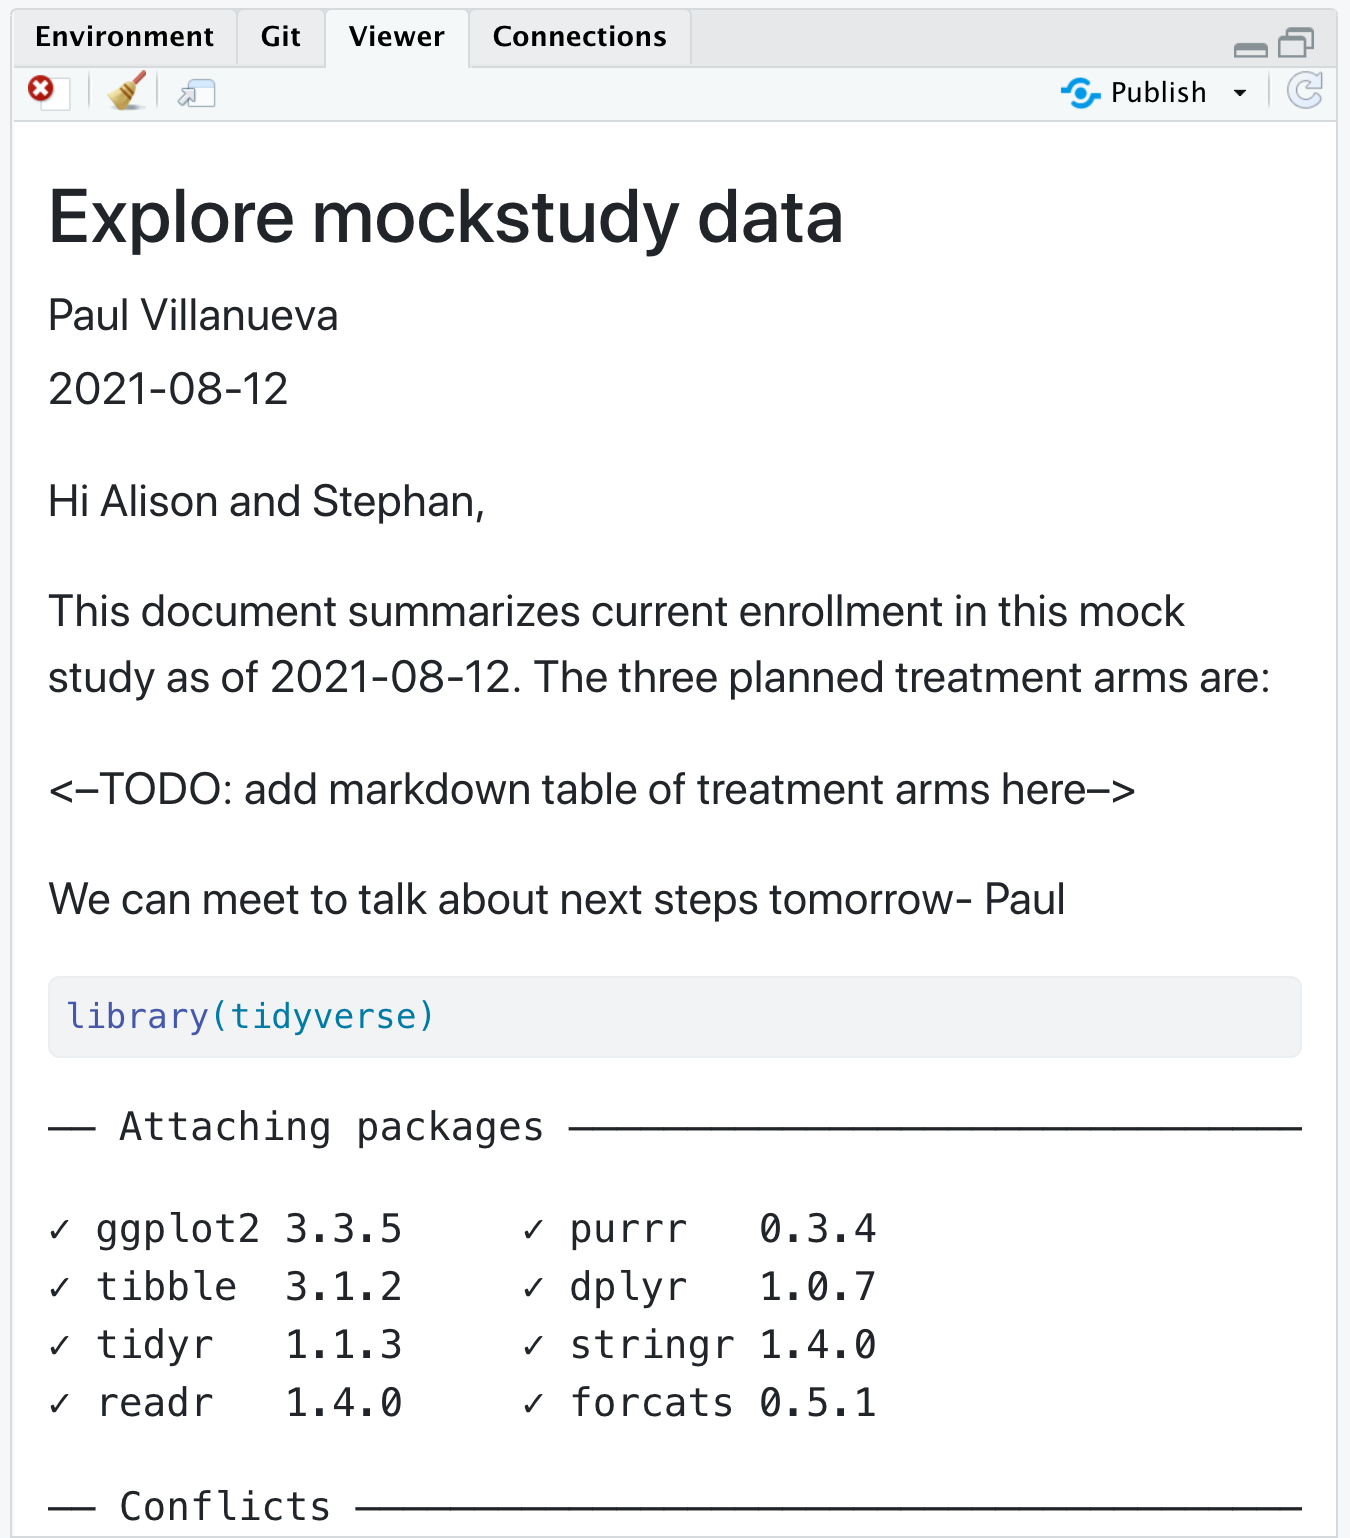 Environment Git Viewer Connections
Publish
Explore mockstudy data
Paul Villanueva
2021-08-12
Hi Alison and Stephan,
This document summarizes current enrollment in this mock
study as of 2021-08-12. The three planned treatment arms are:
<–TODO: add markdown table of treatment arms here–>
We can meet to talk about next steps tomorrow- Paul
library(tidyverse)
── Attaching packages ───────────────────────────────
✓ ggplot2 3.3.5     ✓ purrr   0.3.4
✓ tibble  3.1.2     ✓ dplyr   1.0.7
✓ tidyr   1.1.3     ✓ stringr 1.4.0
✓ readr   1.4.0     ✓ forcats 0.5.1
── Conflicts ────────────────────────────────────────